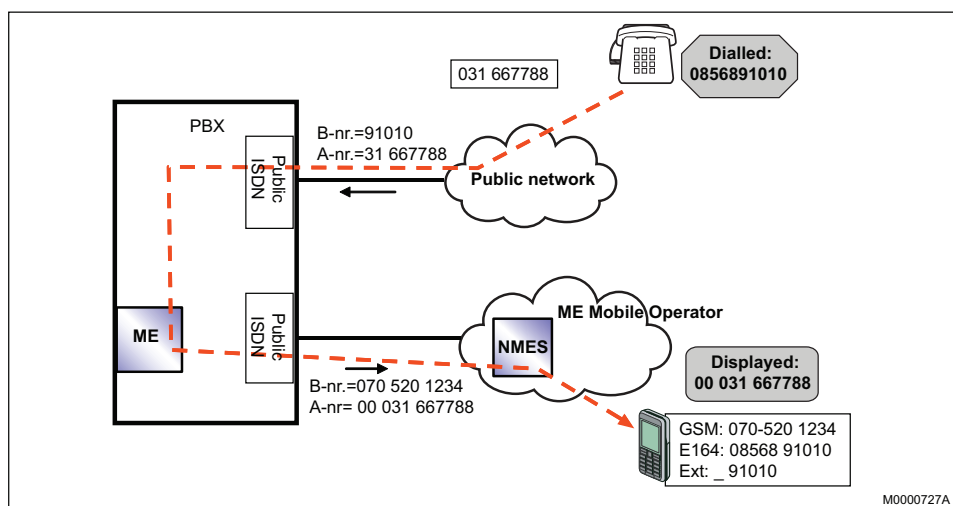 Dialled:
0856891010
031 667788
PBX
B-nr.=91010
A-nr.=31 667788
Public
ISDN
Public network
ME Mobile Operator
Public
ISDN
ME
NMES
B-nr.=070 520 1234
A-nr= 00 031 667788
Displayed:
00 031 667788
GSM: 070-520 1234
E164: 08568 91010
Ext: _ 91010
M0000727A